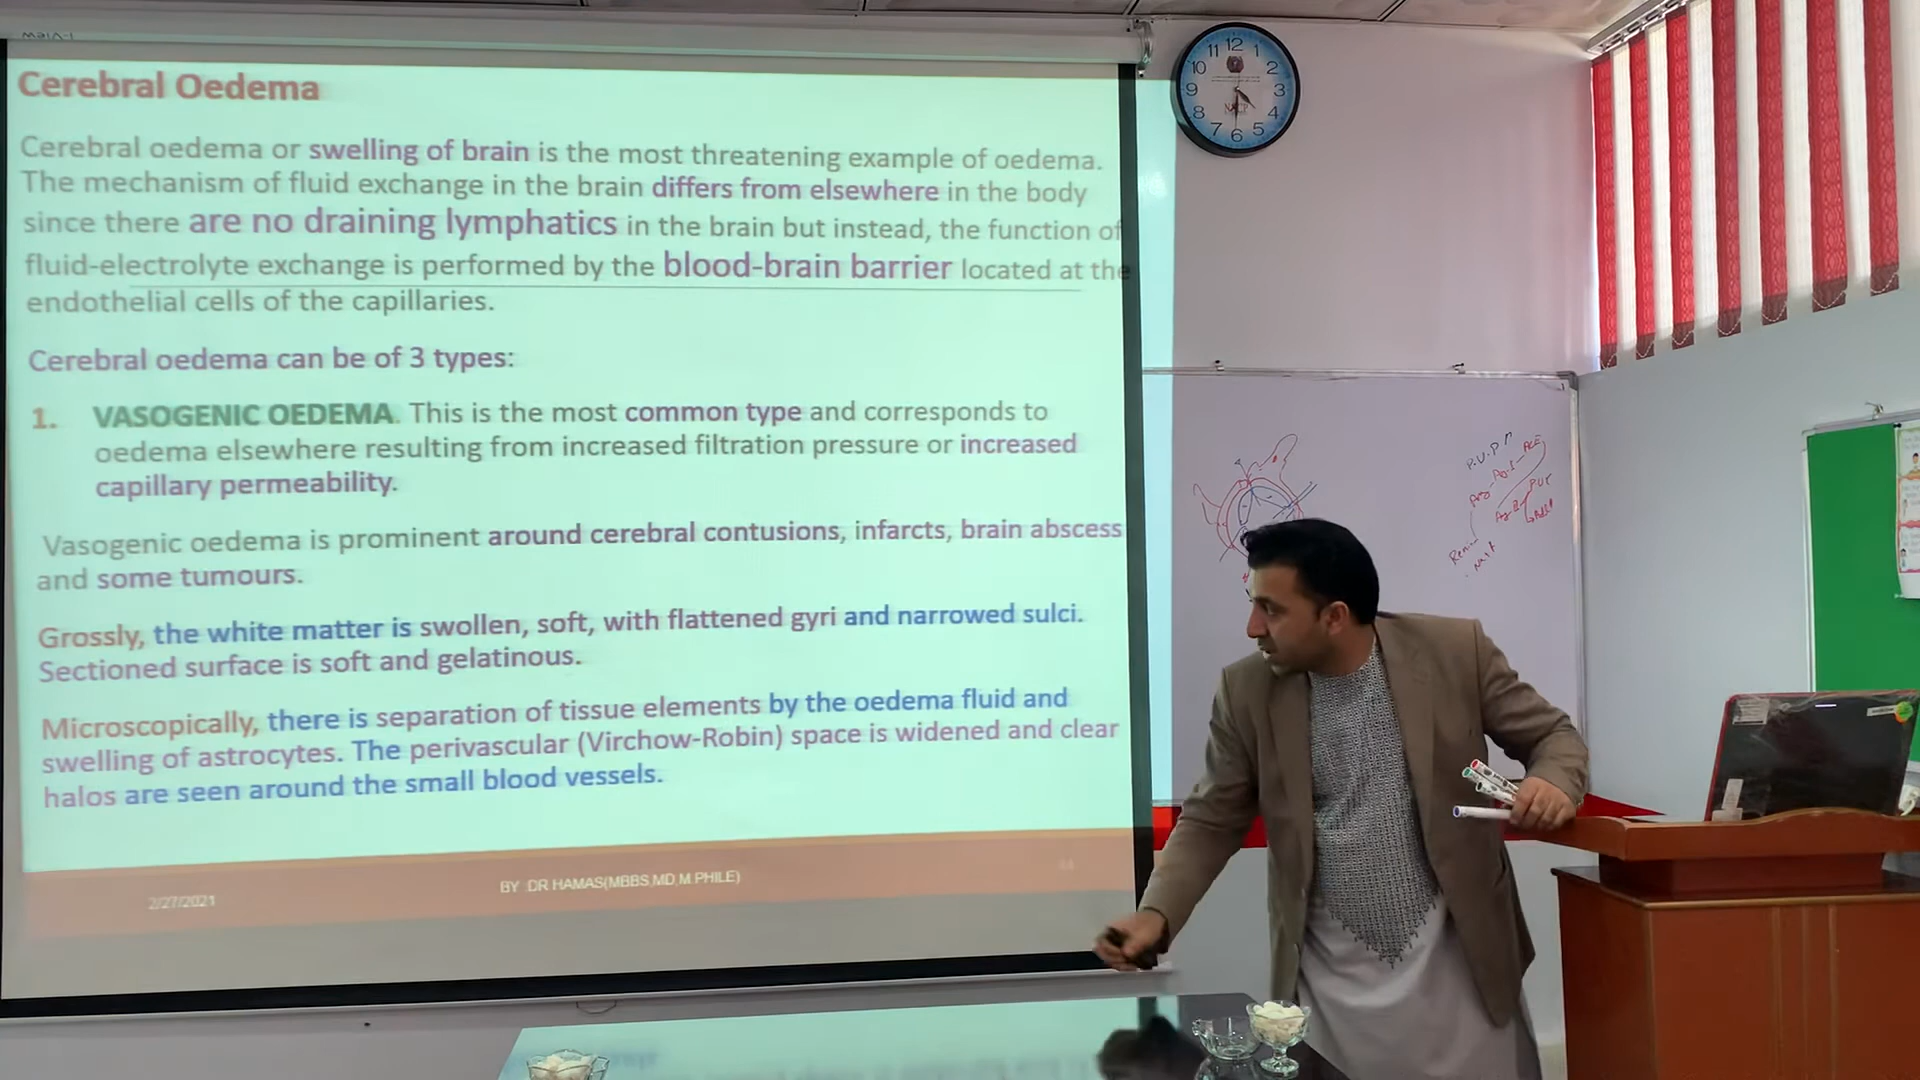 Cerebral Oedema
Cerebral oedema or swelling of brain is the most threatening example of oedema.
The mechanism of fluid exchange in the brain differs from elsewhere in the body
since there are no draining lymphatics in the brain but instead, the function of
fluid-electrolyte exchange is performed by the blood-brain barrier located at the
endothelial cells of the capillaries.
Cerebral oedema can be of 3 types:
1. VASOGENIC OEDEMA. This is the most common type and corresponds to
oedema elsewhere resulting from increased filtration pressure or increased
capillary permeability.
Vasogenic oedema is prominent around cerebral contusions, infarcts, brain abscess
and some tumours.
Grossly, the white matter is swollen, soft, with flattened gyri and narrowed sulci.
Sectioned surface is soft and gelatinous.
Microscopically, there is separation of tissue elements by the oedema fluid and
swelling of astrocytes. The perivascular (Virchow-Robin) space is widened and clear
halos are seen around the small blood vessels.
2/27/2021
BY :DR HAMAS(MBBS,MD,M.PHILE)
44
12
1
2
3
4
5
6
7
8
9
10
11